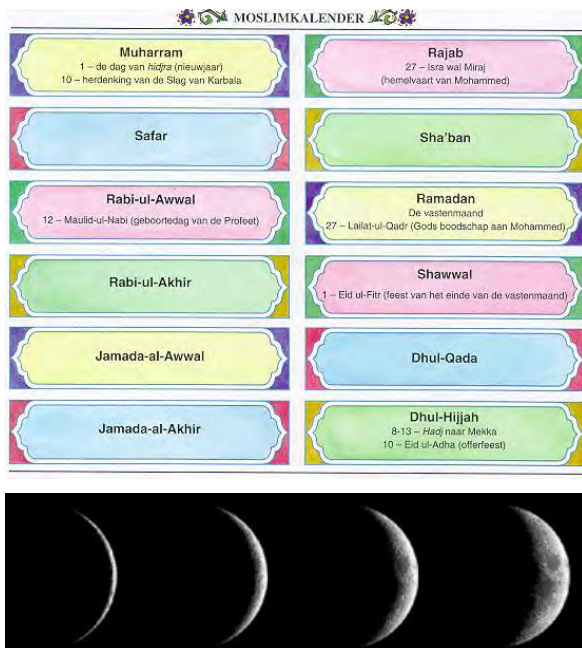 MOSLIMKALENDER
Muharram
1 – de dag van hidjra (nieuwjaar)
10 – herdenking van de Slag van Karbala
Safar
Rabi-ul-Awwal
12 – Maulid-ul-Nabi (geboortedag van de Profeet)
Rabi-ul-Akhir
Jamada-al-Awwal
Jamada-al-Akhir
Rajab
27 – Isra wal Miraj
(hemelvaart van Mohammed)
Sha'ban
Ramadan
De vastenmaand
27 – Lailat-ul-Qadr (Gods boodschap aan Mohammed)
Shawwal
1 – Eid ul-Fitr (feest van het einde van de vastenmaand)
Dhul-Qada
Dhul-Hijjah
8-13 – Hadj naar Mekka
10 – Eid ul-Adha (offerfeest)